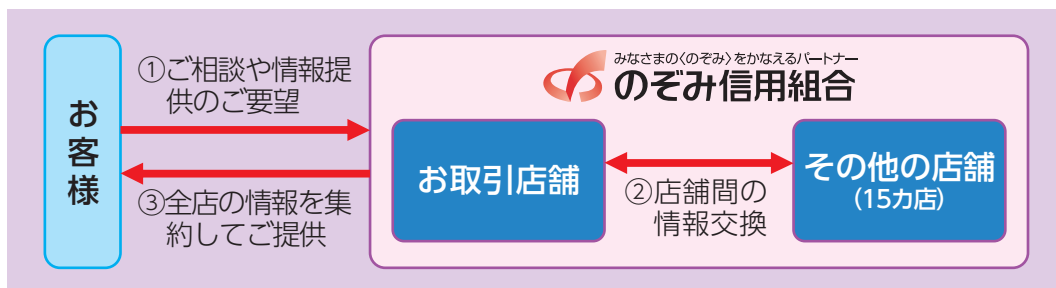 お客様
①ご相談や情報提
供のご要望
③全店の情報を集
約してご提供
みなさまの〈のぞみ〉をかなえるパートナー
のぞみ信用組合
お取引店舗
②店舗間の
情報交換
その他の店舗
(15カ店)